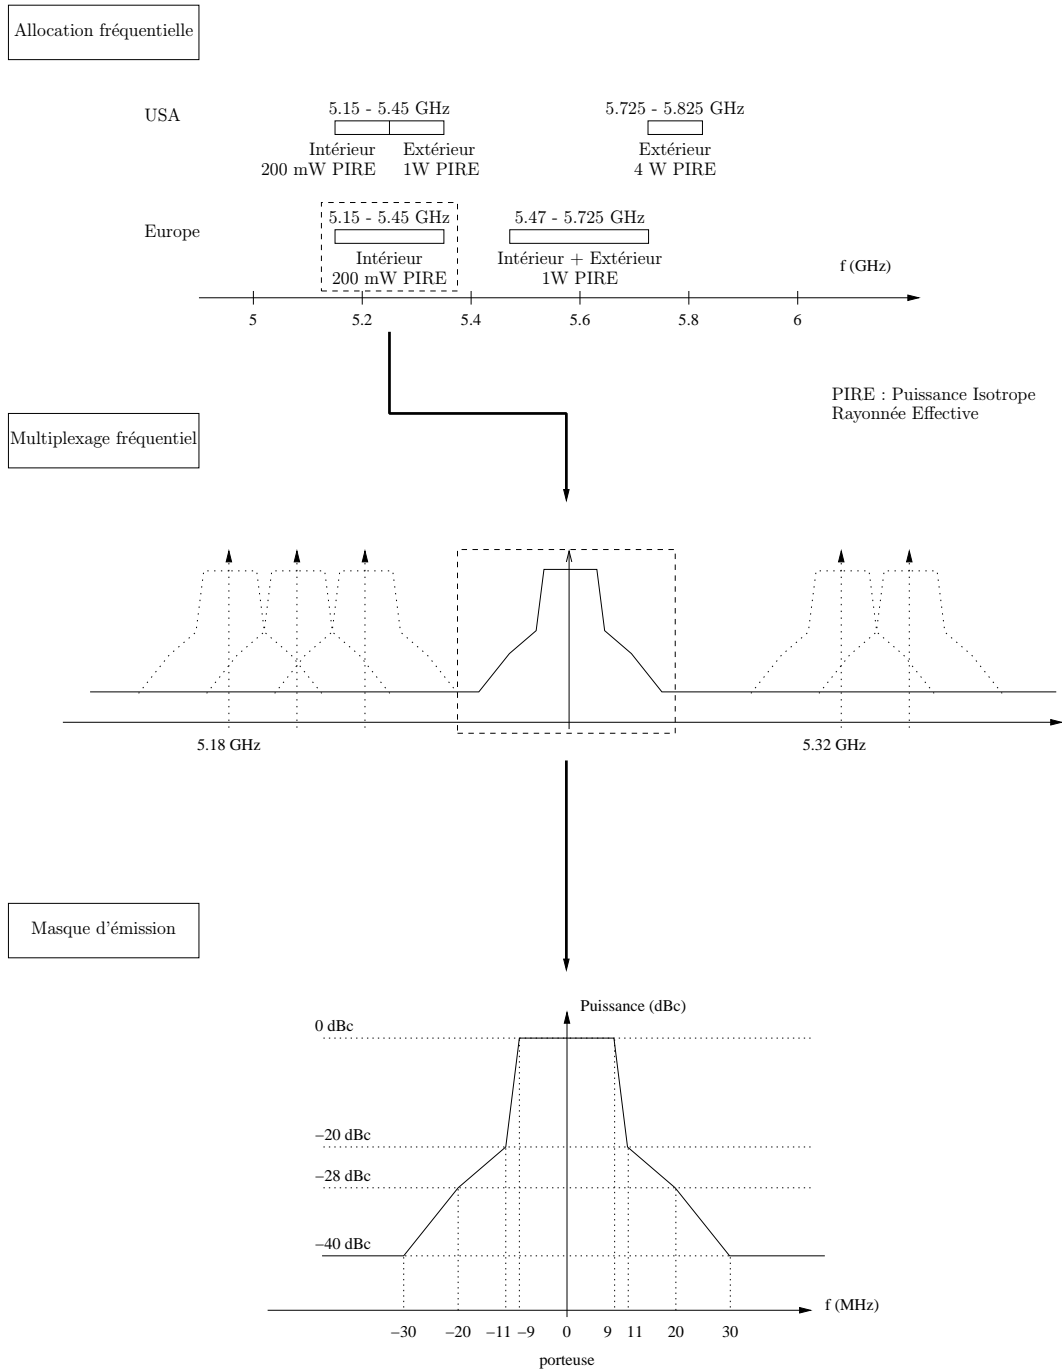 Allocation fréquentielle
USA
5.15 - 5.45 GHz
5.725 - 5.825 GHz
Intérieur
200 mW PIRE
Extérieur
1W PIRE
Extérieur
4 W PIRE
Europe
5.15 - 5.45 GHz
5.47 - 5.725 GHz
Intérieur
200 mW PIRE
Intérieur + Extérieur
1W PIRE
f (GHz)
5
5.2
5.4
5.6
5.8
6
PIRE : Puissance Isotrope
Rayonnée Effective
Multiplexage fréquentiel
5.18 GHz
5.32 GHz
Masque d'émission
Puissance (dBc)
0 dBc
−20 dBc
−28 dBc
−40 dBc
f (MHz)
−30
−20
−11
−9
0
9
11
20
30
porteuse